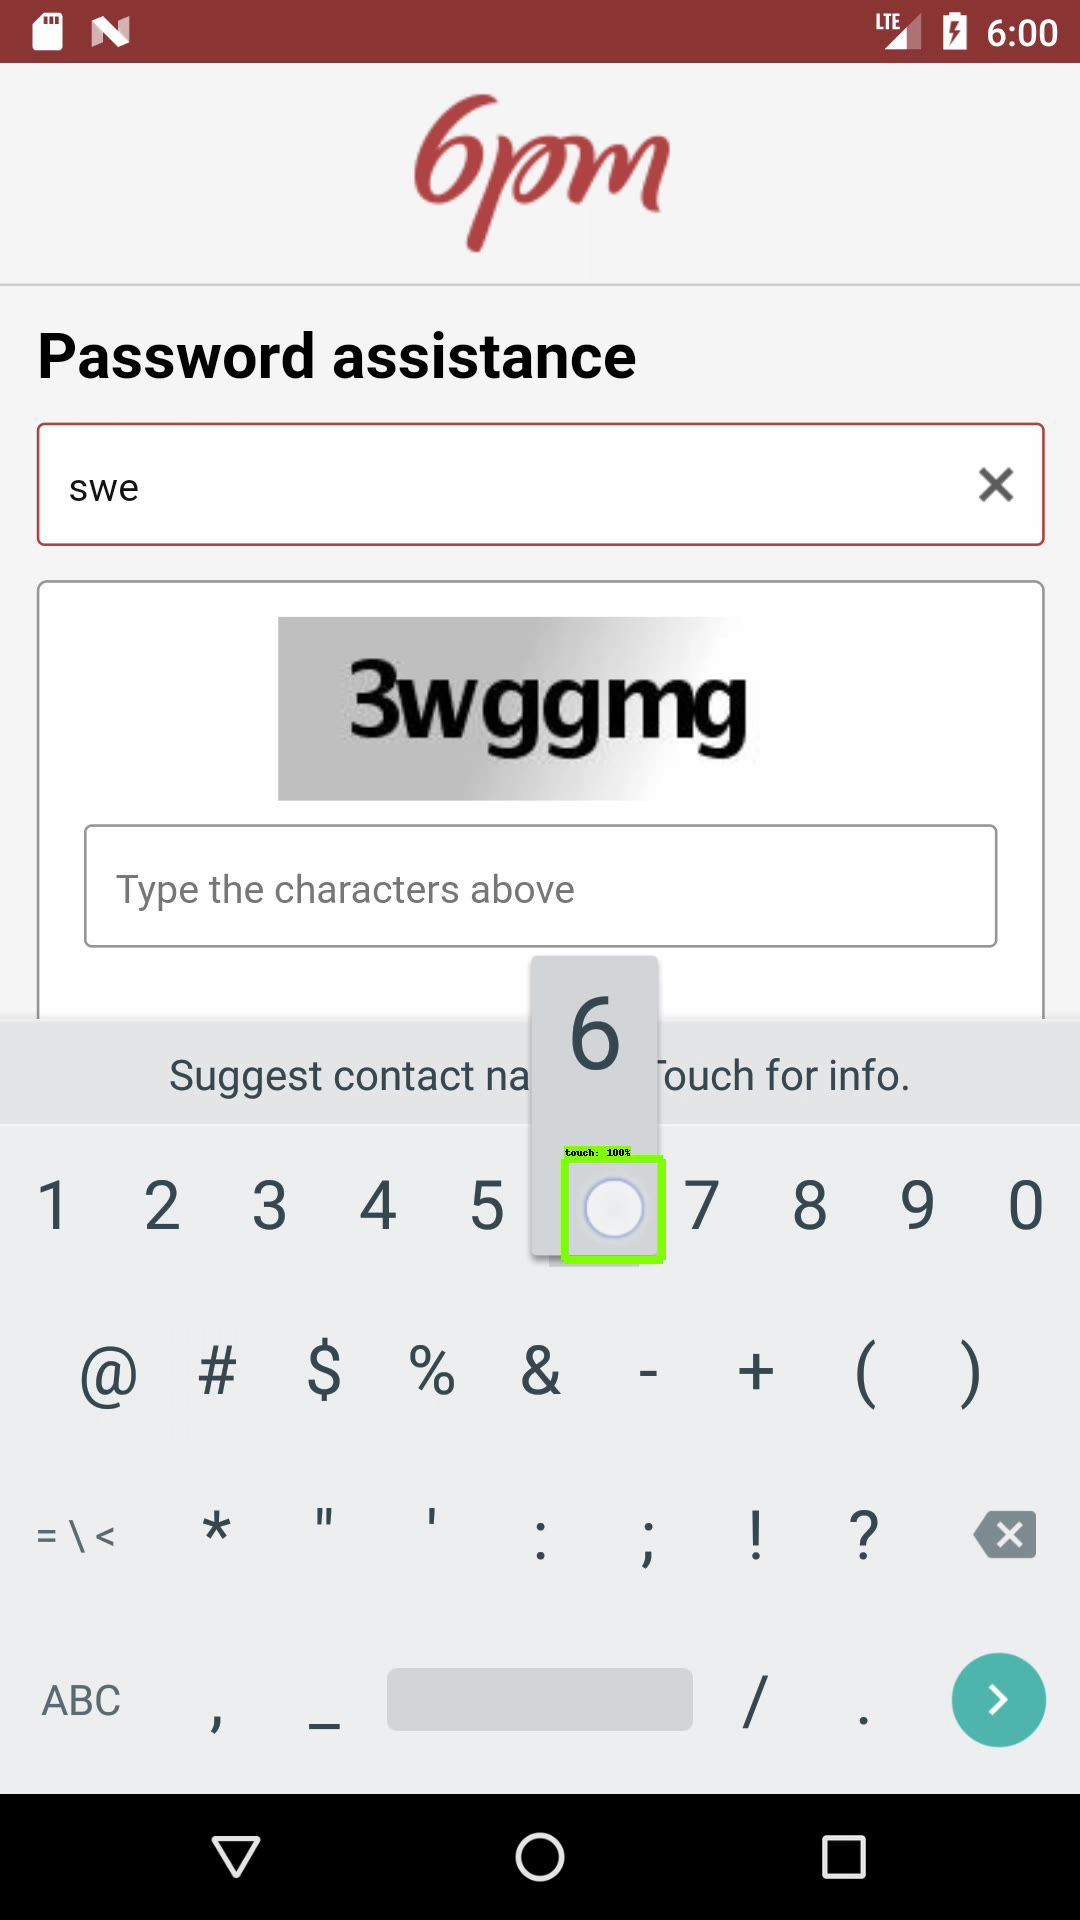 LTE 6:00
6pm
Password assistance
swe
3wggmg
Type the characters above
6
Suggest contact na Touch for info.
touch: 100%
1 2 3 4 5 7 8 9 0
@ # $ % & - + ( )
= \ < * " ' : ; ! ?
ABC , _ / .